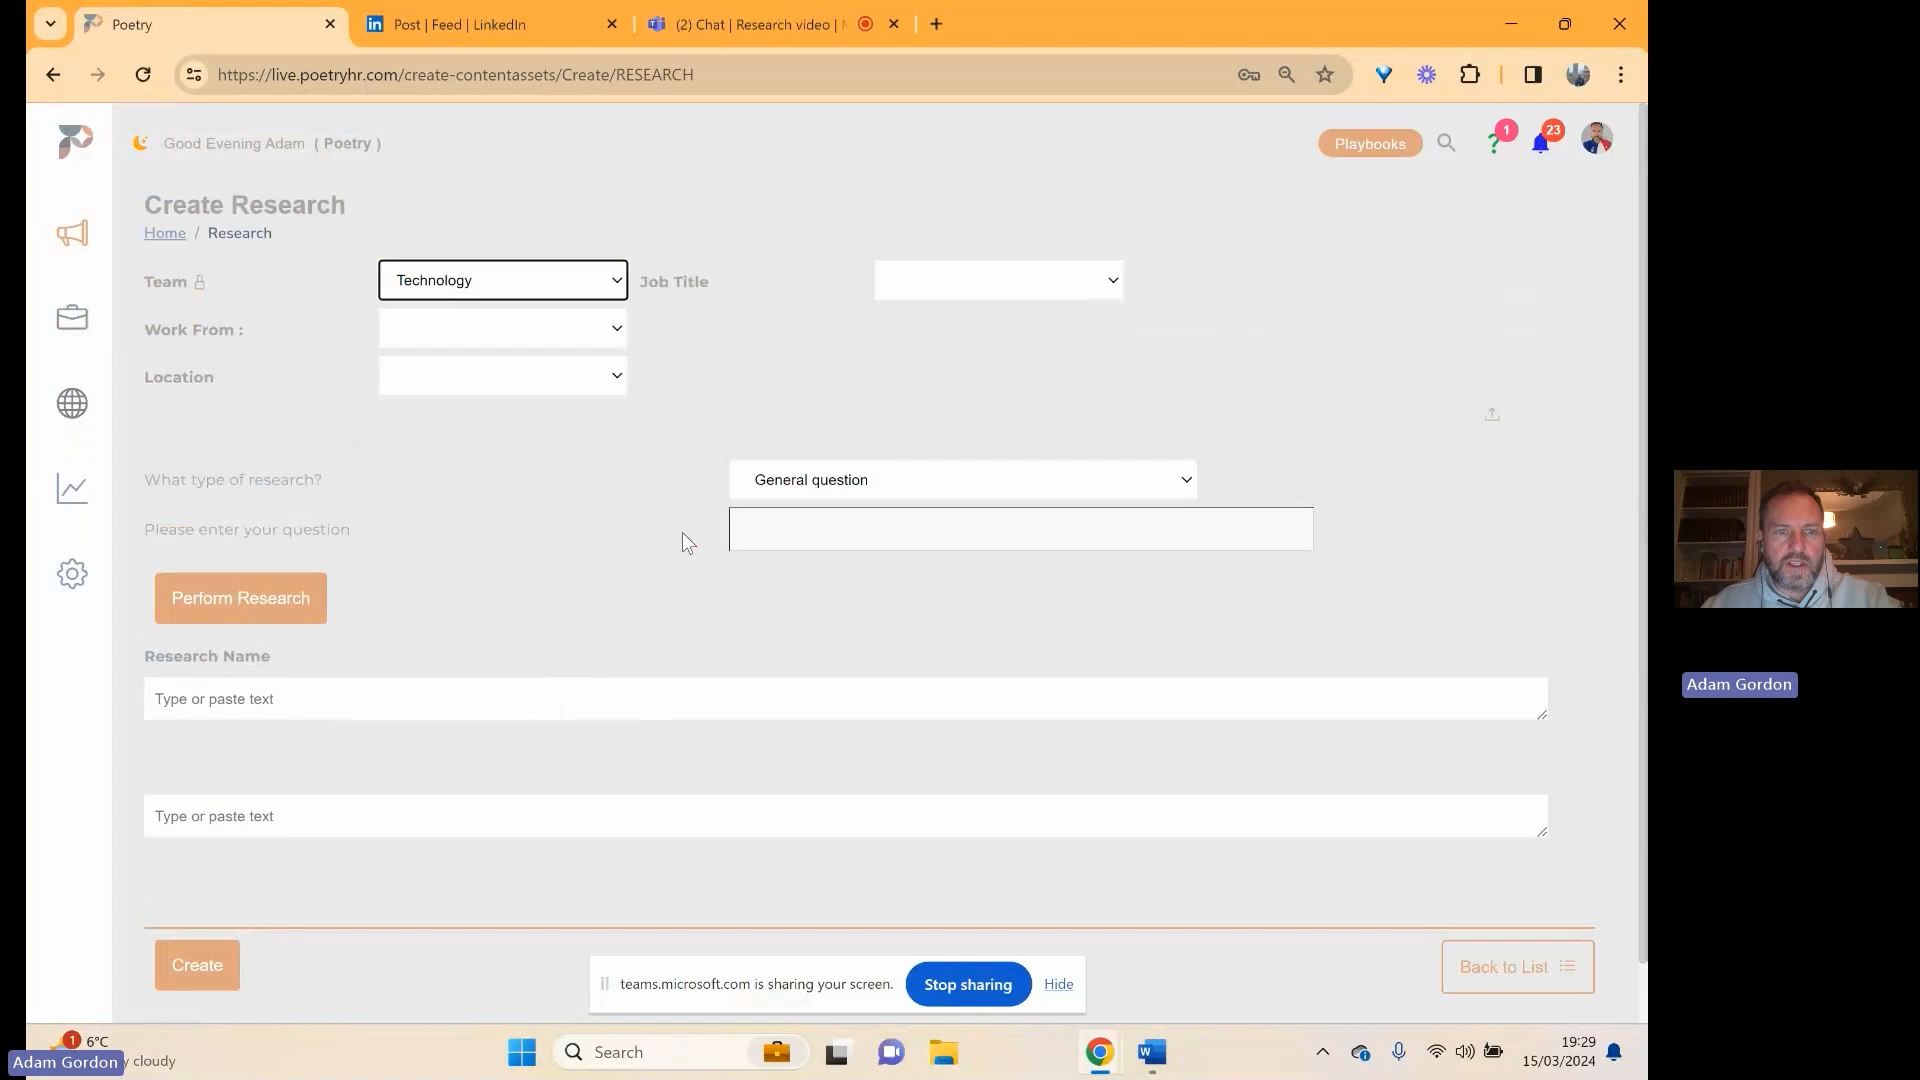 Poetry
Post | Feed | LinkedIn
(2) Chat | Research video |
https://live.poetryhr.com/create-contentassets/Create/RESEARCH
Good Evening Adam ( Poetry )
Playbooks
1
23
Create Research
Home / Research
Team
Technology
Job Title
Work From :
Location
What type of research?
General question
Please enter your question
Perform Research
Research Name
Type or paste text
Type or paste text
Create
Back to List
teams.microsoft.com is sharing your screen.
Stop sharing
Hide
Adam Gordon
1
6°C
y cloudy
Adam Gordon
Search
19:29
15/03/2024